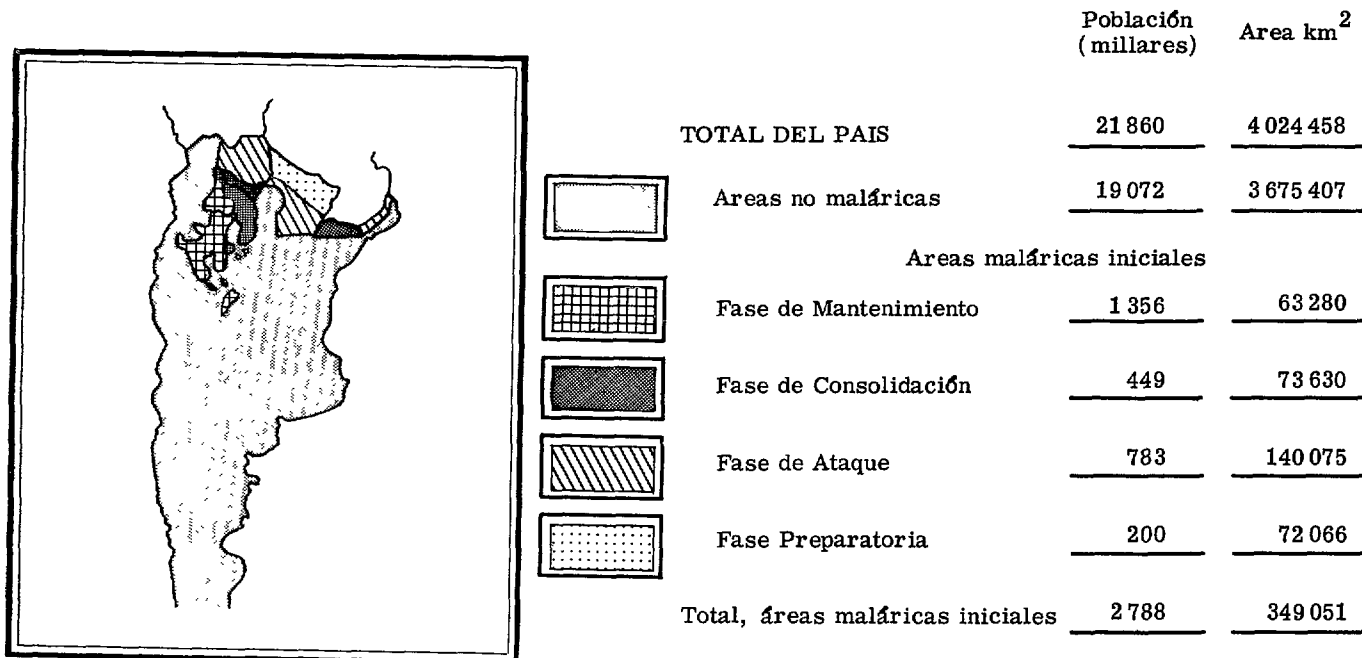 Población Area km²
(millares)
TOTAL DEL PAIS 21 860 4 024 458
Areas no maláricas 19 072 3 675 407
Areas maláricas iniciales
Fase de Mantenimiento 1 356 63 280
Fase de Consolidación 449 73 630
Fase de Ataque 783 140 075
Fase Preparatoria 200 72 066
Total, áreas maláricas iniciales 2 788 349 051